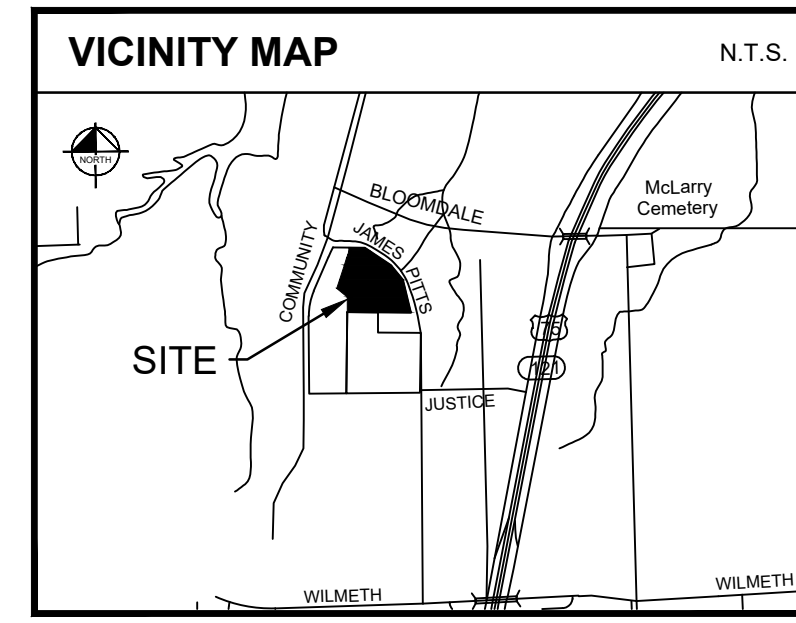 VICINITY MAP
N.T.S.
NORTH
McLarry
Cemetery
BLOOMDALE
JAMES
PITTS
COMMUNITY
SITE
75
121
JUSTICE
WILMETH
WILMETH